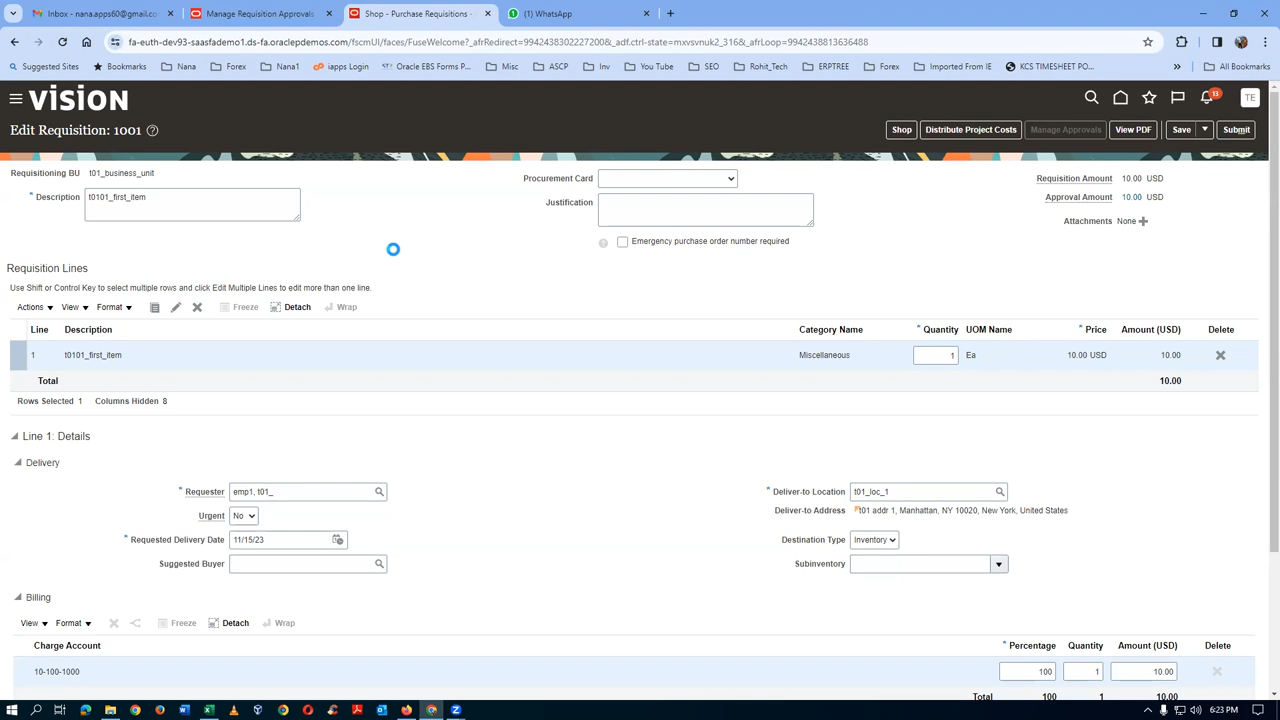 Inbox - nana.apps60@gmail.co
Manage Requisition Approvals
Shop - Purchase Requisitions -
(1) WhatsApp
fa-euth-dev93-saasfademo1.ds-fa.oraclepdemos.com/fscmUI/faces/FuseWelcome?_afrRedirect=99424383022272008&_adf.ctrl-state=mxvsvnuk2_316&_afrLoop=9942438813636488
Suggested Sites
Bookmarks
Nana
Forex
Nana1
iapps Login
Oracle EBS Forms P...
Misc
ASCP
Inv
You Tube
SEO
Rohit_Tech
ERPTREE
Forex
Imported From IE
KCS TIMESHEET PO...
All Bookmarks
VISION
13
TE
Edit Requisition: 1001
Shop
Distribute Project Costs
Manage Approvals
View PDF
Save
Submit
Requisitioning BU t01_business_unit
* Description t0101_first_item
Procurement Card
Justification
Emergency purchase order number required
Requisition Amount 10.00 USD
Approval Amount 10.00 USD
Attachments None
Requisition Lines
Use Shift or Control Key to select multiple rows and click Edit Multiple Lines to edit more than one line.
Actions View Format Freeze Detach Wrap
Line Description Category Name * Quantity UOM Name * Price Amount (USD) Delete
1 t0101_first_item Miscellaneous 1 Ea 10.00 USD 10.00
Total 10.00
Rows Selected 1 Columns Hidden 8
Line 1: Details
Delivery
* Requester emp1, t01_
Urgent No
* Requested Delivery Date 11/15/23
Suggested Buyer
* Deliver-to Location t01_loc_1
Deliver-to Address t01 addr 1, Manhattan, NY 10020, New York, United States
Destination Type Inventory
Subinventory
Billing
View Format Freeze Detach Wrap
Charge Account * Percentage Quantity Amount (USD) Delete
10-100-1000 100 1 10.00
Total 100 1 10.00
6:23 PM